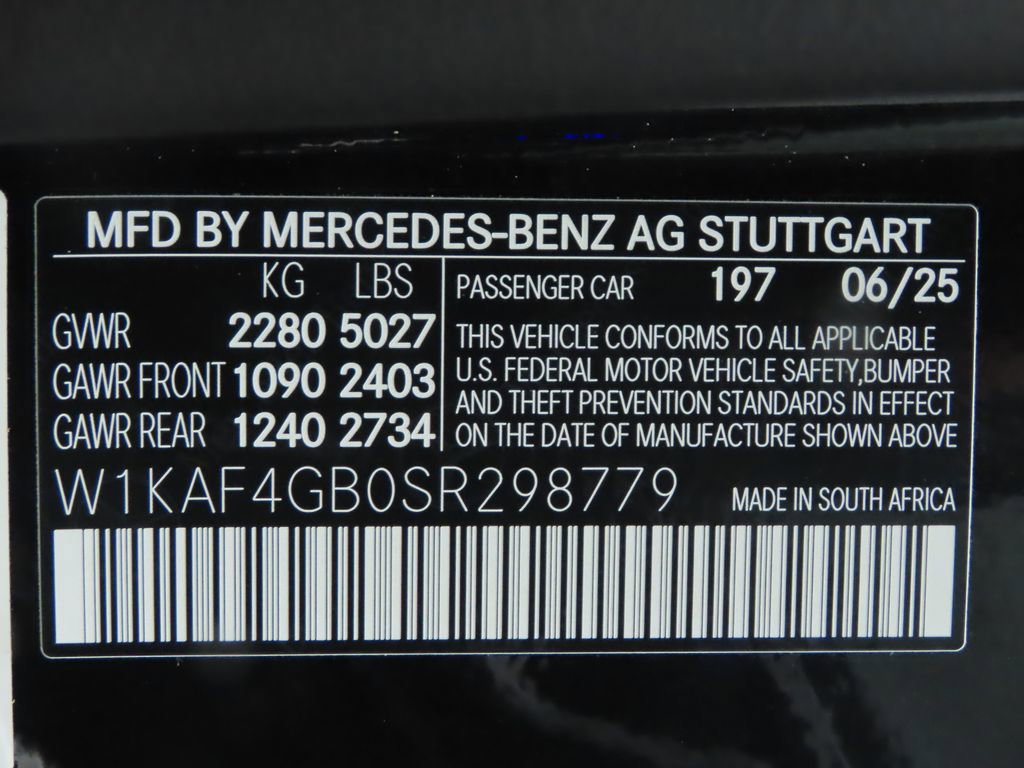 MFD BY MERCEDES-BENZ AG STUTTGART
KG LBS
GVWR 2280 5027
GAWR FRONT 1090 2403
GAWR REAR 1240 2734
PASSENGER CAR 197 06/25
THIS VEHICLE CONFORMS TO ALL APPLICABLE
U.S. FEDERAL MOTOR VEHICLE SAFETY,BUMPER
AND THEFT PREVENTION STANDARDS IN EFFECT
ON THE DATE OF MANUFACTURE SHOWN ABOVE
W1KAF4GB0SR298779
MADE IN SOUTH AFRICA